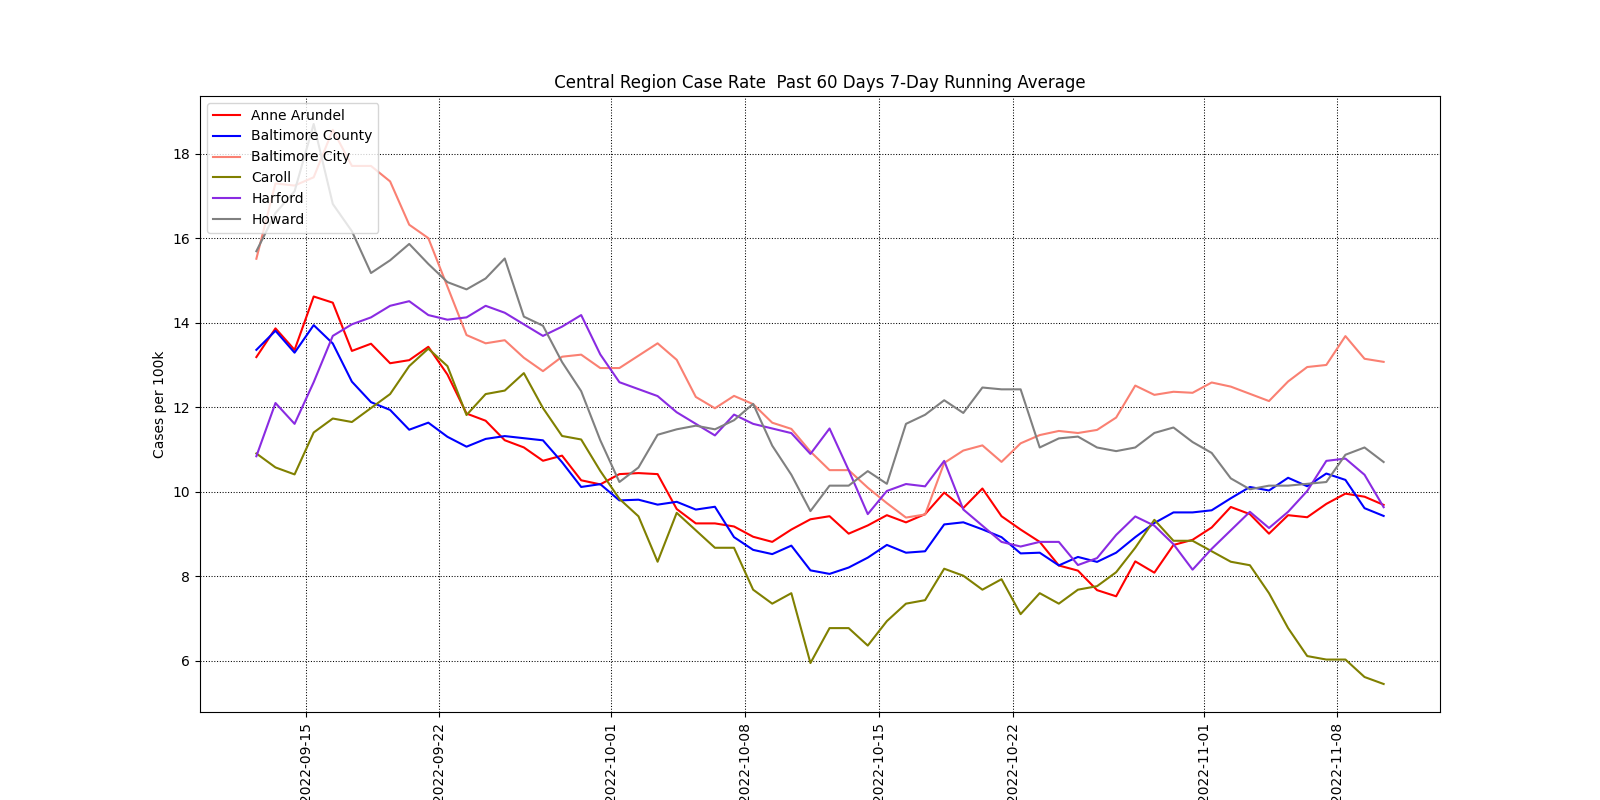 Central Region Case Rate  Past 60 Days 7-Day Running Average
Anne Arundel
Baltimore County
Baltimore City
Caroll
Harford
Howard
Cases per 100k
18
16
14
12
10
8
6
2022-09-15
2022-09-22
2022-10-01
2022-10-08
2022-10-15
2022-10-22
2022-11-01
2022-11-08